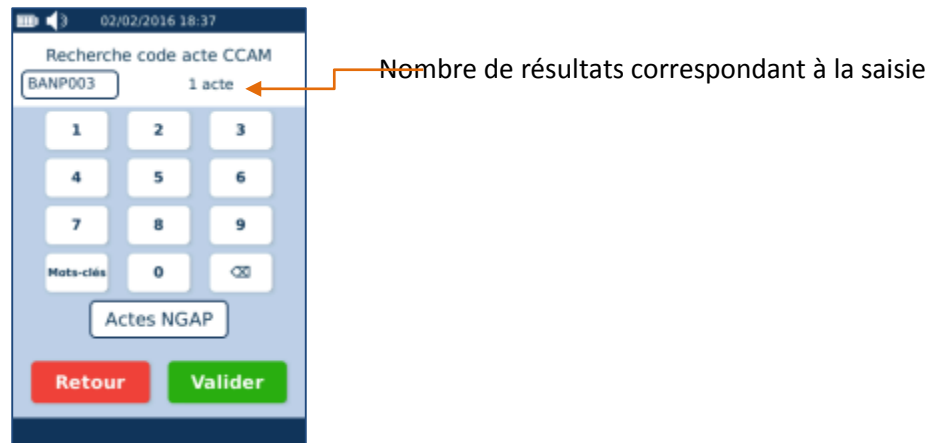 02/02/2016 18:37
Recherche code acte CCAM
BANP003 1 acte
Nombre de résultats correspondant à la saisie
1 2 3
4 5 6
7 8 9
Mots-clés 0
Actes NGAP
Retour Valider